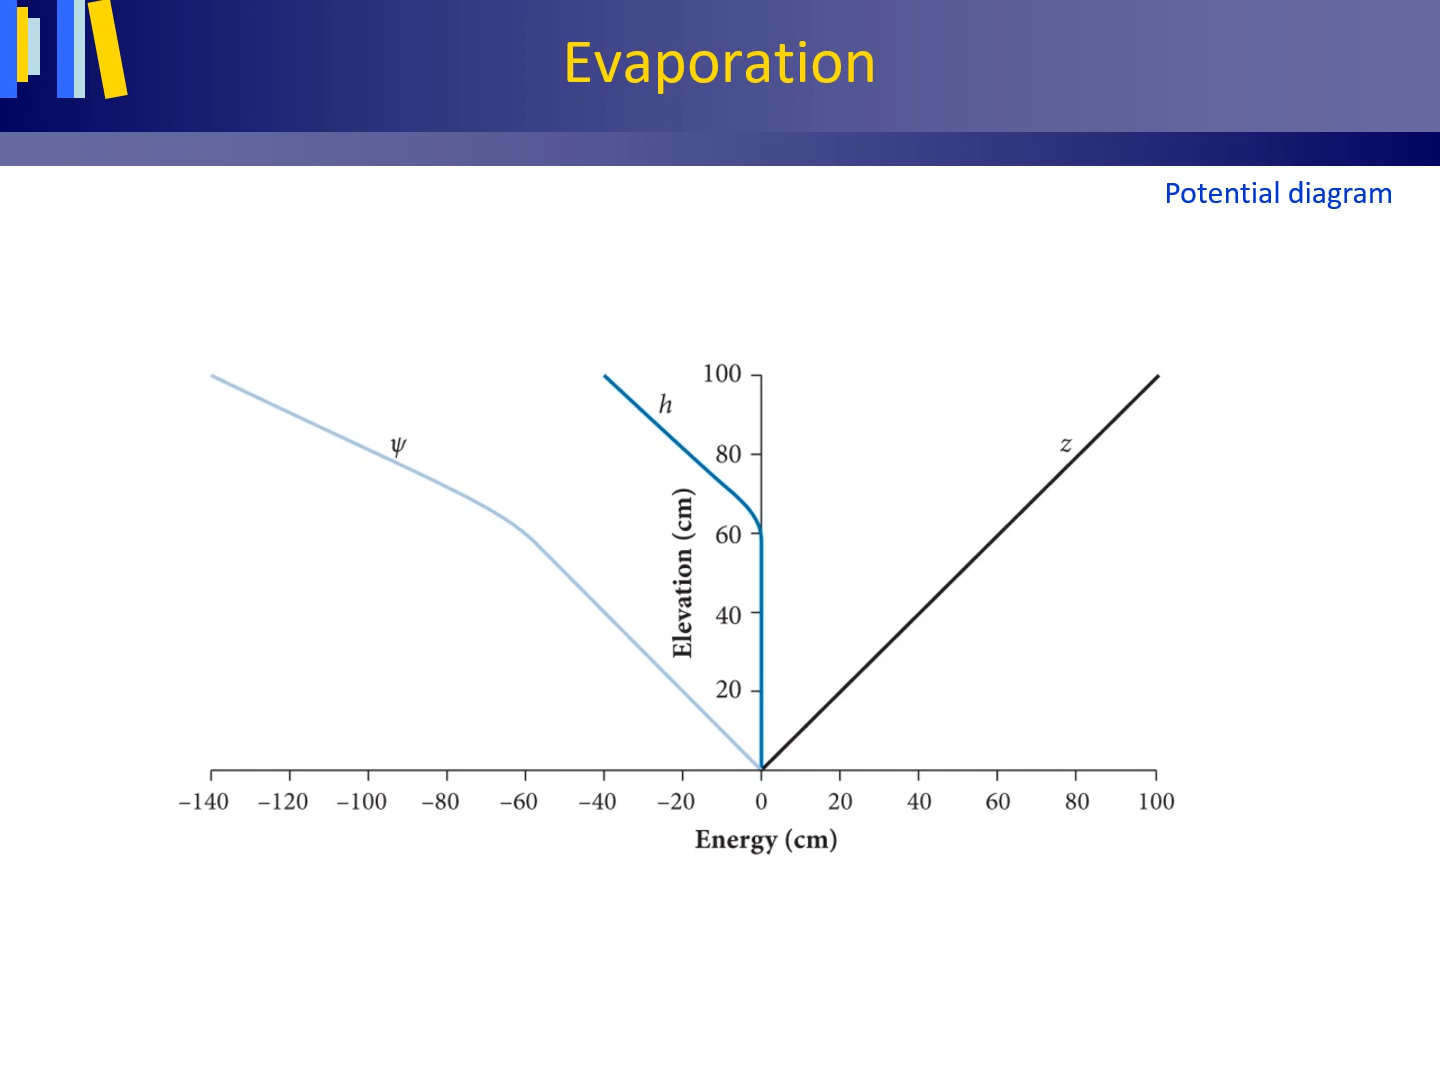 Evaporation
Potential diagram
100
h
ψ
z
80
Elevation (cm)
60
40
20
–140 –120 –100 –80 –60 –40 –20 0 20 40 60 80 100
Energy (cm)